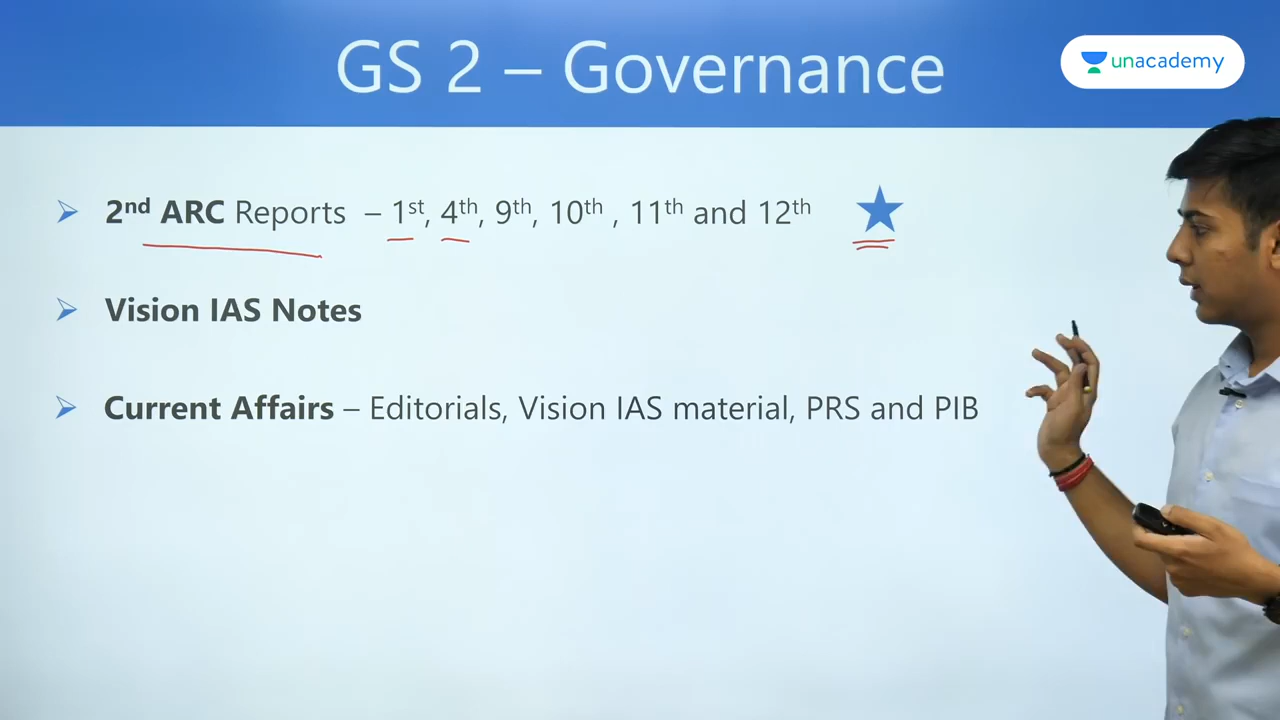 GS 2 – Governance
unacademy
➢ 2nd ARC Reports – 1st, 4th, 9th, 10th , 11th and 12th
➢ Vision IAS Notes
➢ Current Affairs – Editorials, Vision IAS material, PRS and PIB